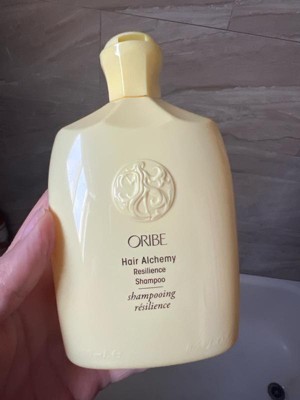 ORIBE
Hair Alchemy
Resilience
Shampoo
shampooing
résilience